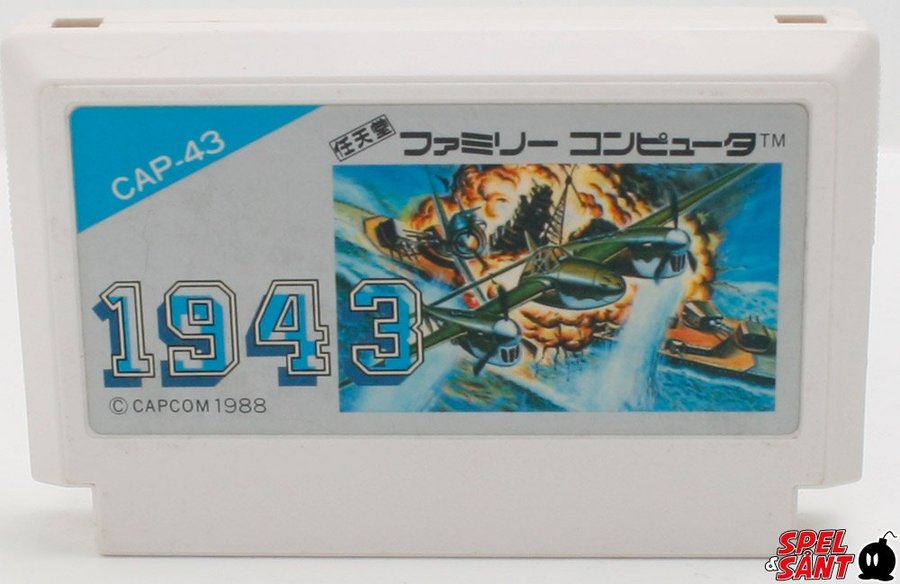 CAP-43
任天堂 ファミリー コンピュータ™
1943
© CAPCOM 1988
SPEL
& SÅNT